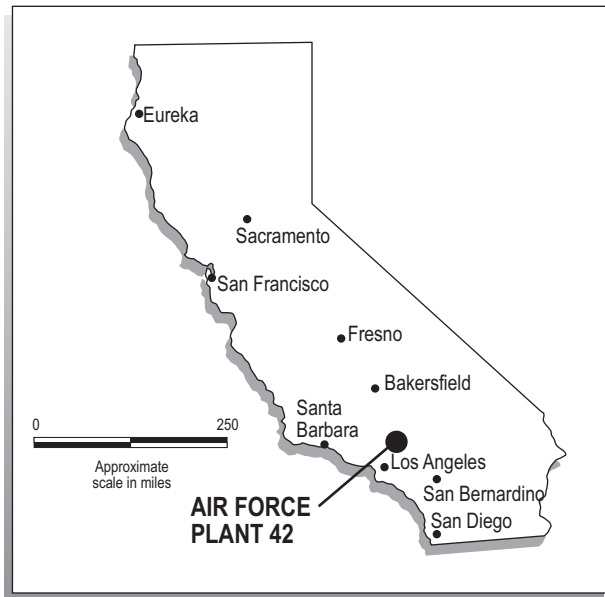 Eureka
Sacramento
San Francisco
Fresno
Bakersfield
Santa
Barbara
0 250
Approximate
scale in miles
Los Angeles
San Bernardino
AIR FORCE
PLANT 42
San Diego